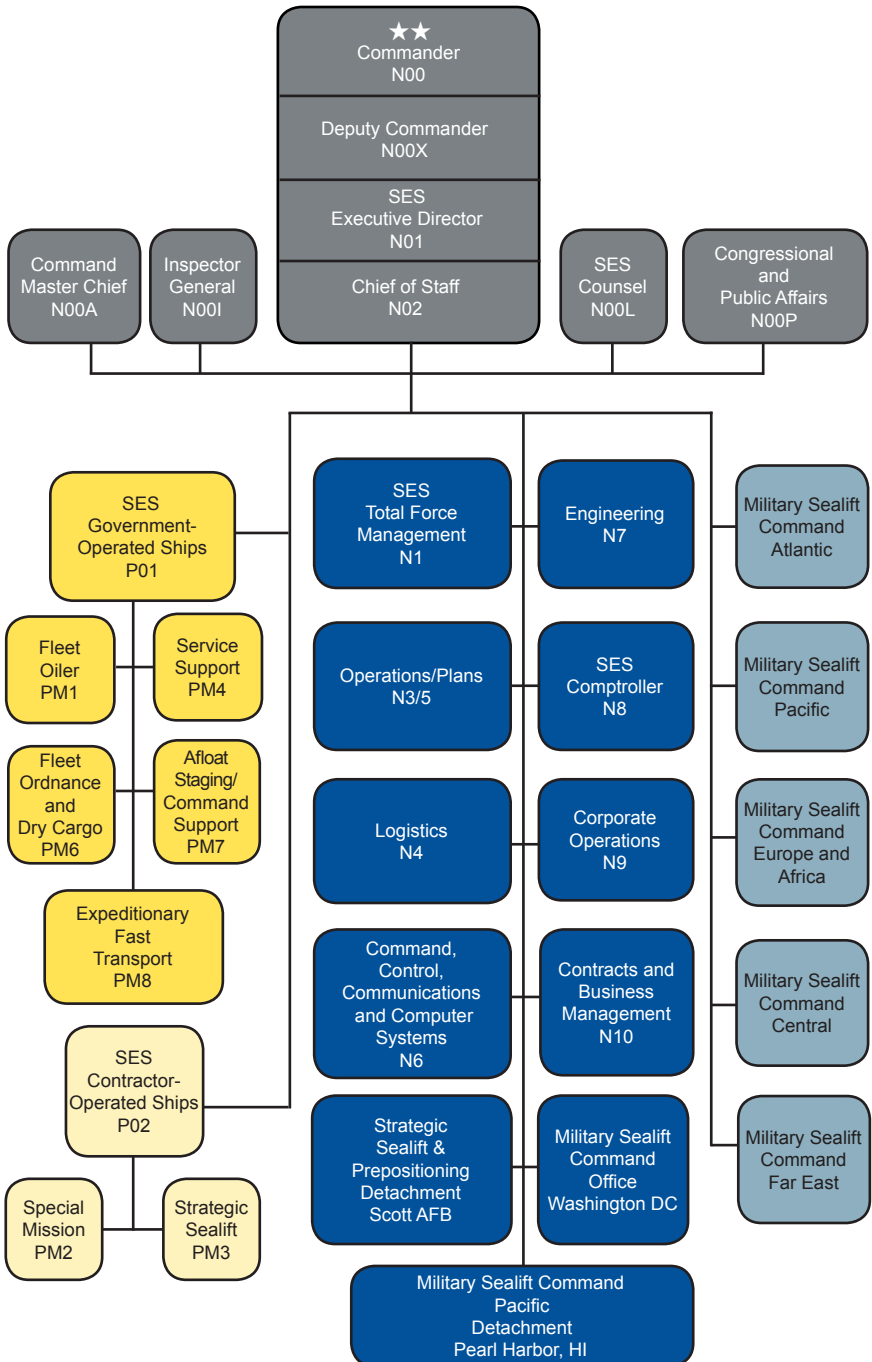 ★★
Commander
N00
Deputy Commander
N00X
SES
Executive Director
N01
Chief of Staff
N02
Command
Master Chief
N00A
Inspector
General
N00I
SES
Counsel
N00L
Congressional
and
Public Affairs
N00P
SES
Government-
Operated Ships
P01
Fleet
Oiler
PM1
Service
Support
PM4
Fleet
Ordnance
and
Dry Cargo
PM6
Afloat
Staging/
Command
Support
PM7
Expeditionary
Fast
Transport
PM8
SES
Contractor-
Operated Ships
P02
Special
Mission
PM2
Strategic
Sealift
PM3
SES
Total Force
Management
N1
Engineering
N7
Operations/Plans
N3/5
SES
Comptroller
N8
Logistics
N4
Corporate
Operations
N9
Command,
Control,
Communications
and Computer
Systems
N6
Contracts and
Business
Management
N10
Strategic
Sealift &
Prepositioning
Detachment
Scott AFB
Military Sealift
Command
Office
Washington DC
Military Sealift Command
Pacific
Detachment
Pearl Harbor, HI
Military Sealift
Command
Atlantic
Military Sealift
Command
Pacific
Military Sealift
Command
Europe and
Africa
Military Sealift
Command
Central
Military Sealift
Command
Far East